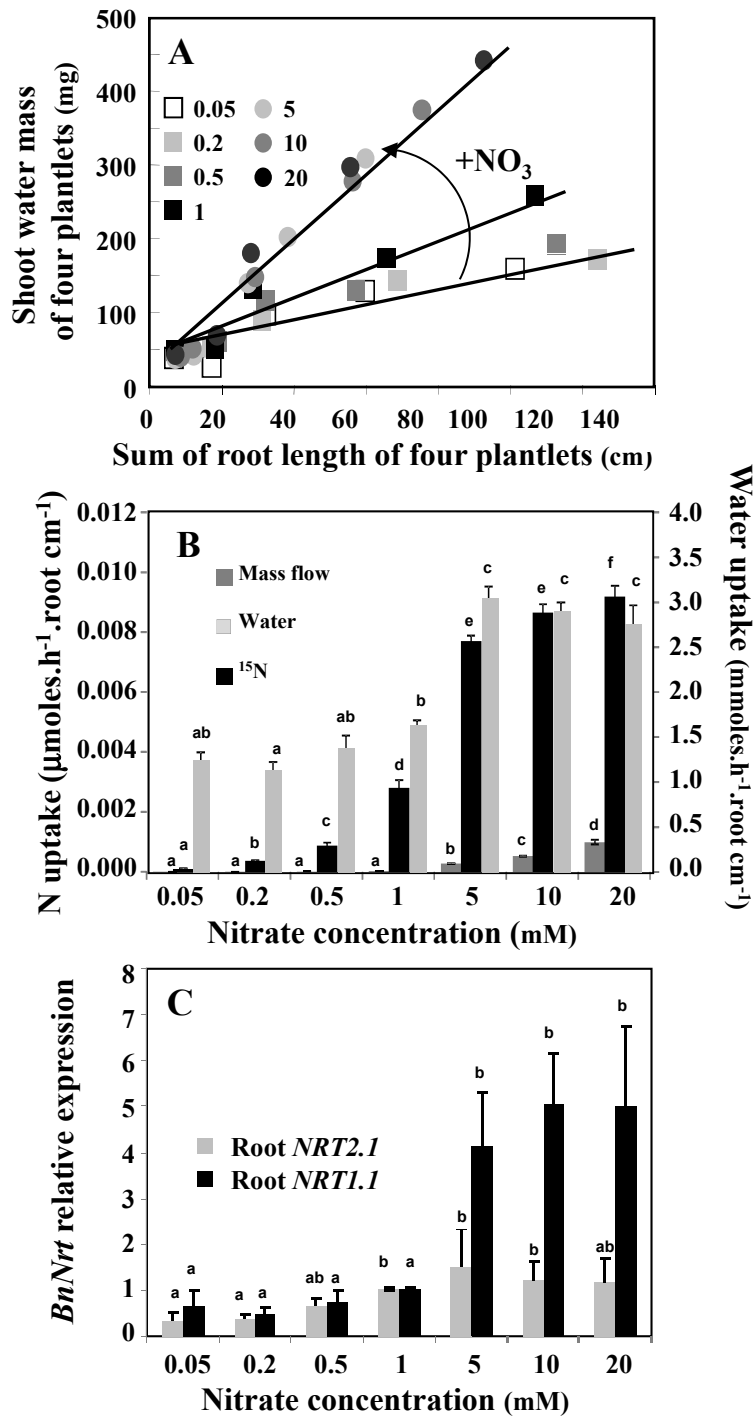 A
500
400
300
200
100
0
Shoot water mass
of four plantlets (mg)
0.05
5
0.2
10
0.5
20
1
+NO3
0 20 40 60 80 100 120 140
Sum of root length of four plantlets (cm)
B
0.012
0.010
0.008
0.006
0.004
0.002
0.000
N uptake (μmoles.h-1.root cm-1)
4.0
3.5
3.0
2.5
2.0
1.5
1.0
0.5
0.0
Water uptake (mmoles.h-1.root cm-1)
Mass flow
Water
15N
a a ab
a b a
a c ab
a d b
b e c
c e c
d f c
0.05 0.2 0.5 1 5 10 20
Nitrate concentration (mM)
C
8
7
6
5
4
3
2
1
0
BnNrt relative expression
Root NRT2.1
Root NRT1.1
a a
a a
ab a
b a
b b
b b
ab b
0.05 0.2 0.5 1 5 10 20
Nitrate concentration (mM)